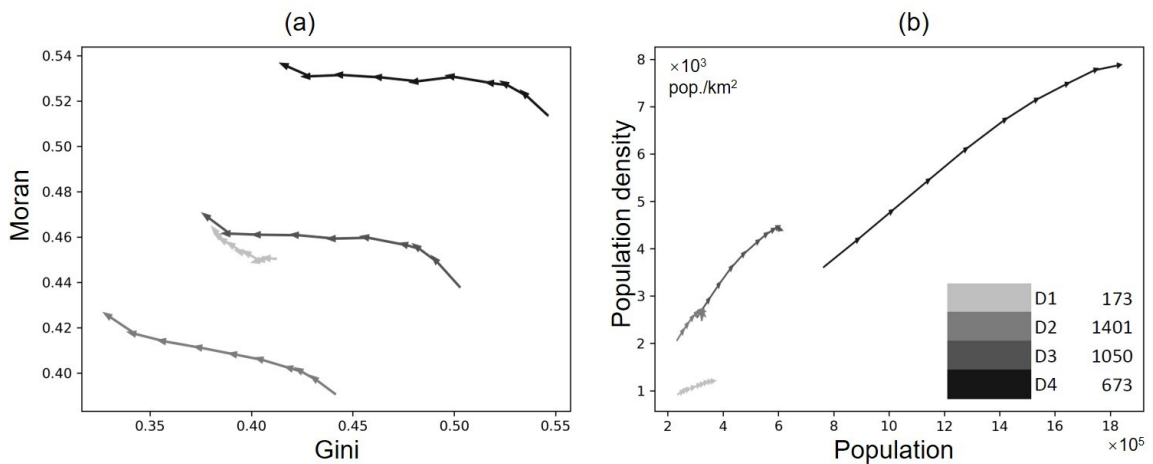 (a)
Moran
0.54
0.52
0.50
0.48
0.46
0.44
0.42
0.40
0.35
0.40
0.45
0.50
0.55
Gini
(b)
Population density
×10³
pop./km²
8
7
6
5
4
3
2
1
D1 173
D2 1401
D3 1050
D4 673
2
4
6
8
10
12
14
16
18
Population
×10⁵